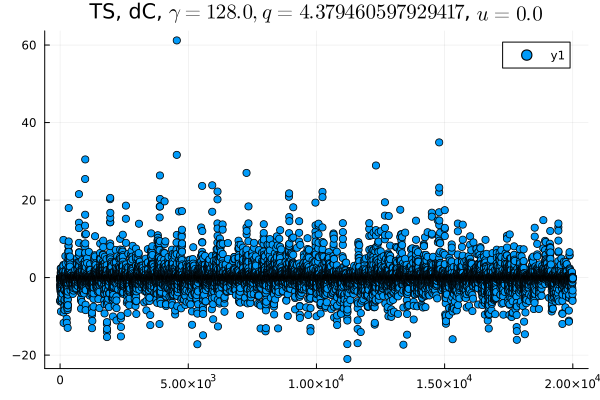 TS, dC, γ = 128.0, q = 4.379460597929417, u = 0.0
60
y1
40
20
0
−20
0 5.00×10³ 1.00×10⁴ 1.50×10⁴ 2.00×10⁴